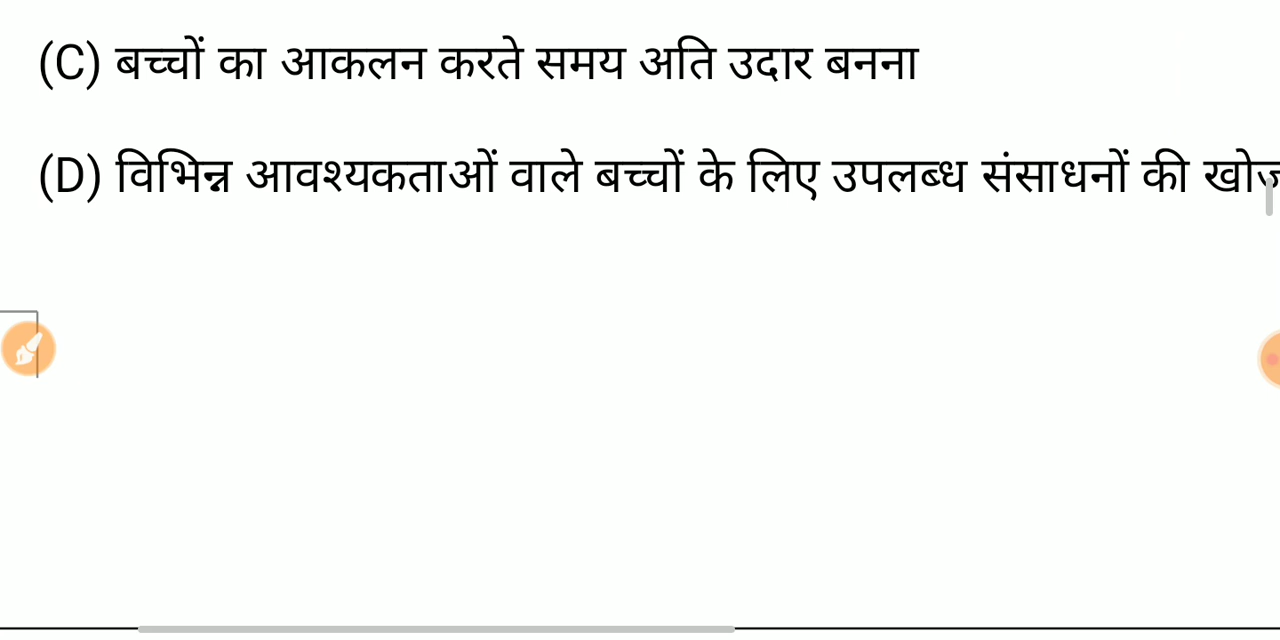 (C) बच्चों का आकलन करते समय अति उदार बनना
(D) विभिन्न आवश्यकताओं वाले बच्चों के लिए उपलब्ध संसाधनों की